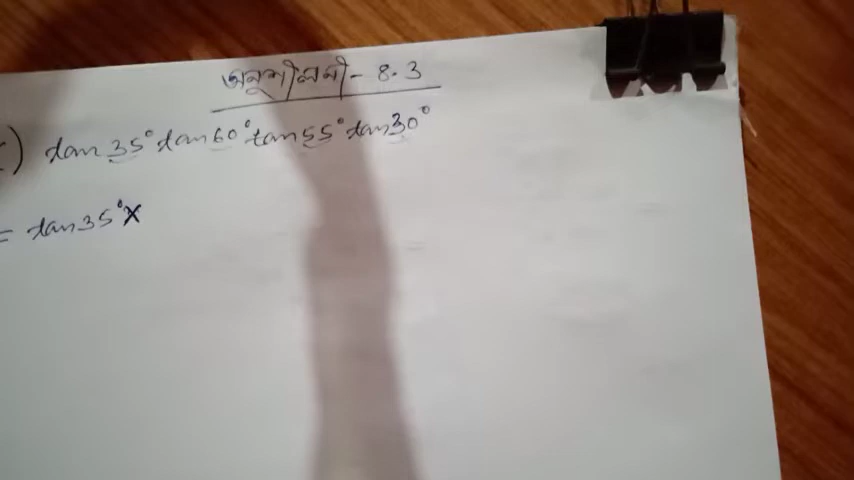 অনুশীলনী - 8.3
) tan 35° tan 60° tan 55° tan 30°
= tan 35° ×